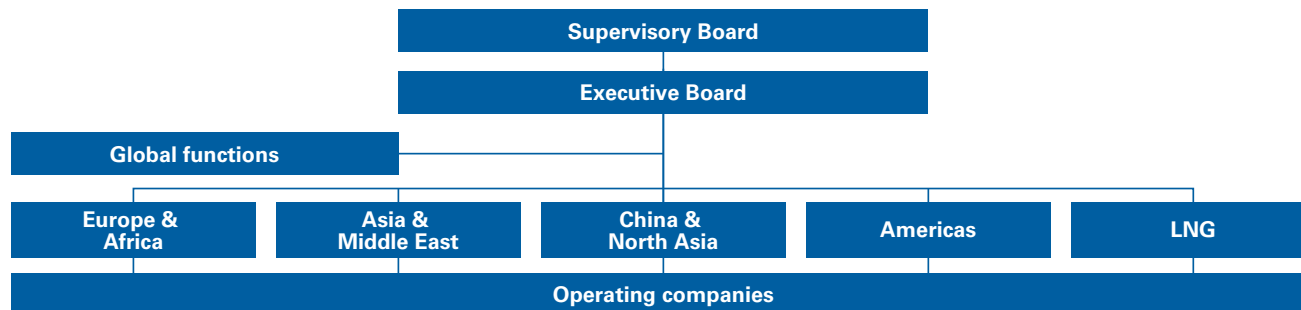 Supervisory Board
Executive Board
Global functions
Europe &
Africa
Asia &
Middle East
China &
North Asia
Americas
LNG
Operating companies